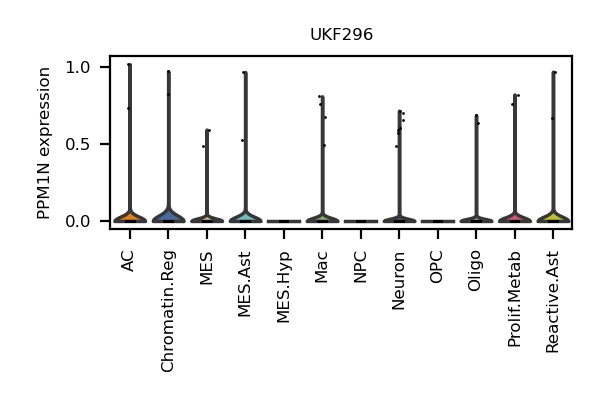 UKF296
PPM1N expression
1.0
0.5
0.0
AC
Chromatin.Reg
MES
MES.Ast
MES.Hyp
Mac
NPC
Neuron
OPC
Oligo
Prolif.Metab
Reactive.Ast